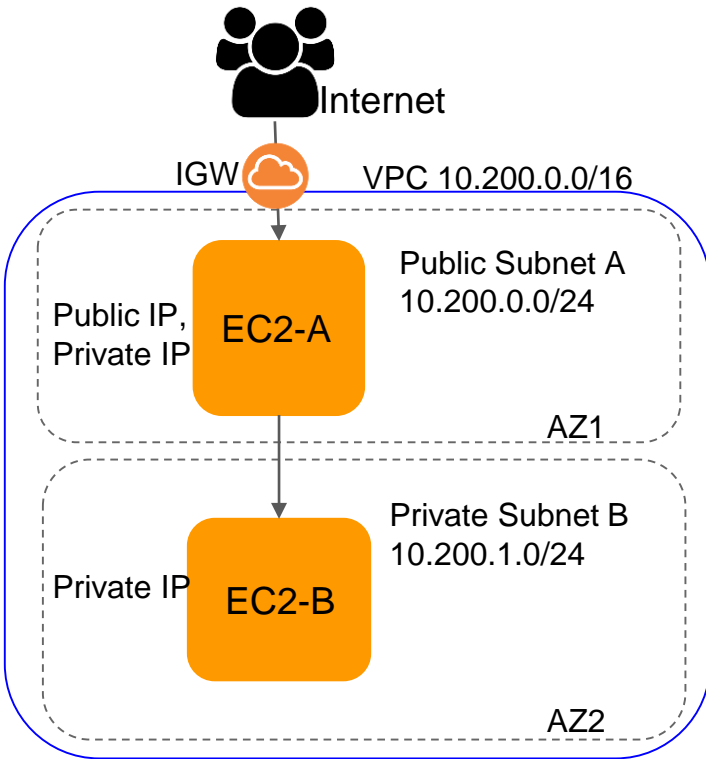 Internet
IGW
VPC 10.200.0.0/16
Public Subnet A
10.200.0.0/24
Public IP,
Private IP
EC2-A
AZ1
Private Subnet B
10.200.1.0/24
Private IP
EC2-B
AZ2